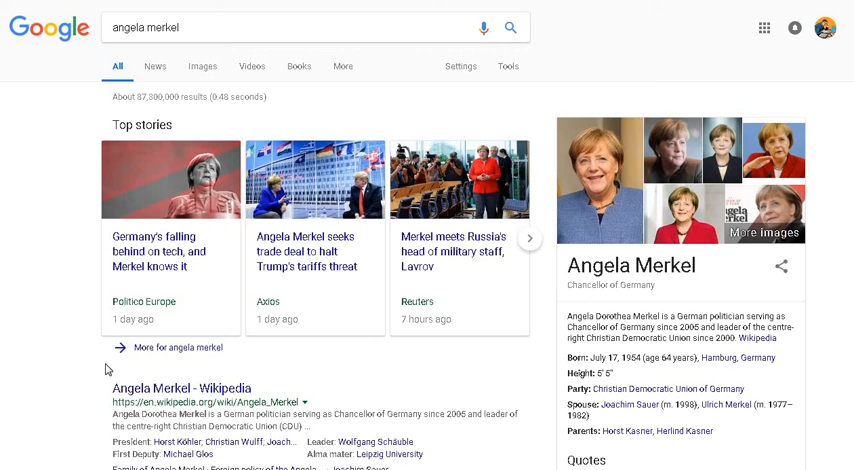 Google
angela merkel
All News Images Videos Books More Settings Tools
About 87,300,000 results (0.48 seconds)
Top stories
Germany's falling
behind on tech, and
Merkel knows it
Politico Europe
1 day ago
Angela Merkel seeks
trade deal to halt
Trump's tariffs threat
Axios
1 day ago
Merkel meets Russia's
head of military staff,
Lavrov
Reuters
7 hours ago
More for angela merkel
Angela Merkel - Wikipedia
https://en.wikipedia.org/wiki/Angela_Merkel
Angela Dorothea Merkel is a German politician serving as Chancellor of Germany since 2005 and leader of
the centre-right Christian Democratic Union (CDU) ...
President: Horst Köhler, Christian Wulff, Joach... Leader: Wolfgang Schäuble
First Deputy: Michael Glos Alma mater: Leipzig University
Family of Angela Merkel · Foreign policy of the Angela ... · Joachim Sauer
More images
Angela Merkel
Chancellor of Germany
Angela Dorothea Merkel is a German politician serving as
Chancellor of Germany since 2005 and leader of the centre-
right Christian Democratic Union since 2000. Wikipedia
Born: July 17, 1954 (age 64 years), Hamburg, Germany
Height: 5' 5"
Party: Christian Democratic Union of Germany
Spouse: Joachim Sauer (m. 1998), Ulrich Merkel (m. 1977–
1982)
Parents: Horst Kasner, Herlind Kasner
Quotes